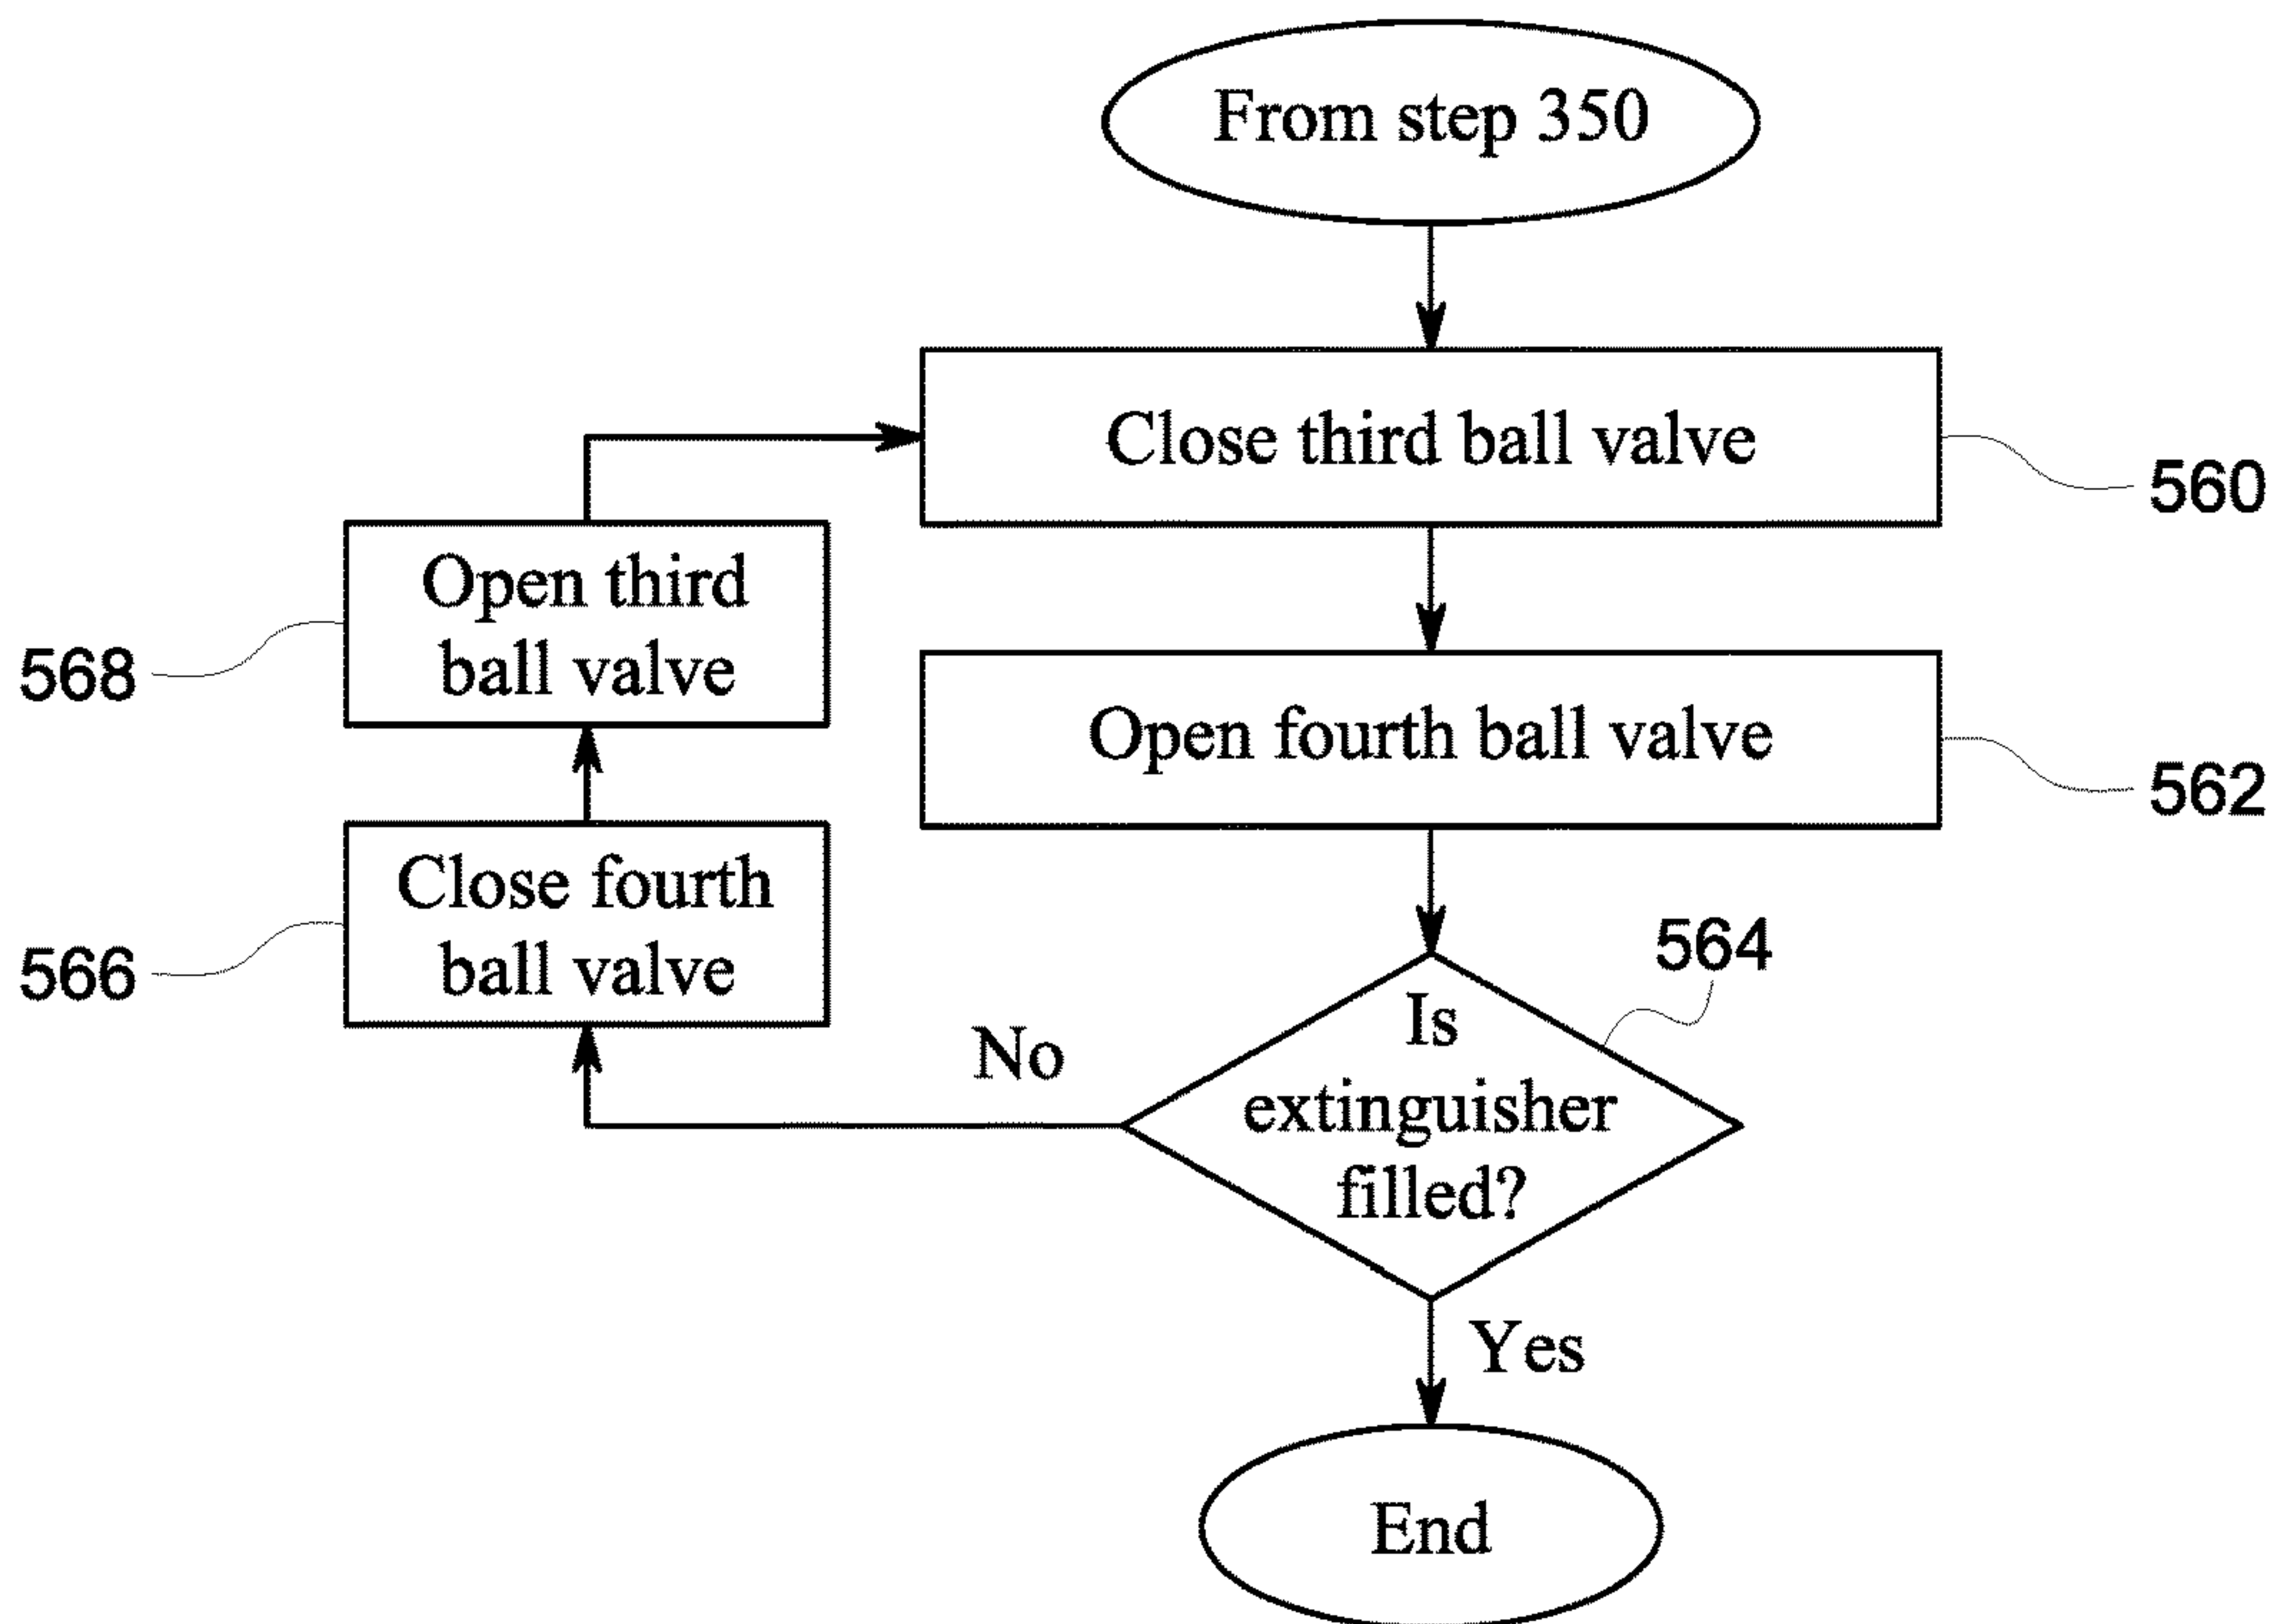 From step 350
Close third ball valve
560
Open third
ball valve
568
Open fourth ball valve
562
Close fourth
ball valve
566
564
Is
extinguisher
filled?
No
Yes
End